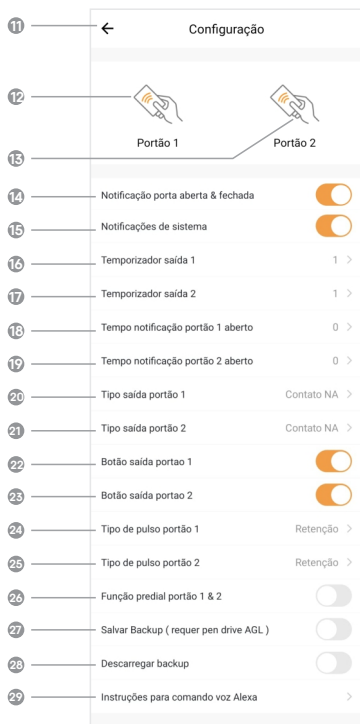 11 Configuração
12
Portão 1 Portão 2
13
14 Notificação porta aberta & fechada
15 Notificações de sistema
16 Temporizador saída 1 1 >
17 Temporizador saída 2 1 >
18 Tempo notificação portão 1 aberto 0 >
19 Tempo notificação portão 2 aberto 0 >
20 Tipo saída portão 1 Contato NA >
21 Tipo saída portão 2 Contato NA >
22 Botão saída portao 1
23 Botão saída portao 2
24 Tipo de pulso portão 1 Retenção >
25 Tipo de pulso portão 2 Retenção >
26 Função predial portão 1 & 2
27 Salvar Backup ( requer pen drive AGL )
28 Descarregar backup
29 Instruções para comando voz Alexa >